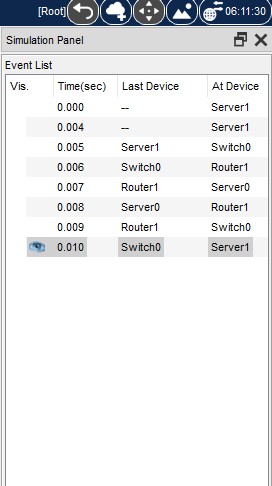 [Root] 06:11:30
Simulation Panel
Event List
Vis. Time(sec) Last Device At Device
0.000 -- Server1
0.004 -- Server1
0.005 Server1 Switch0
0.006 Switch0 Router1
0.007 Router1 Server0
0.008 Server0 Router1
0.009 Router1 Switch0
0.010 Switch0 Server1